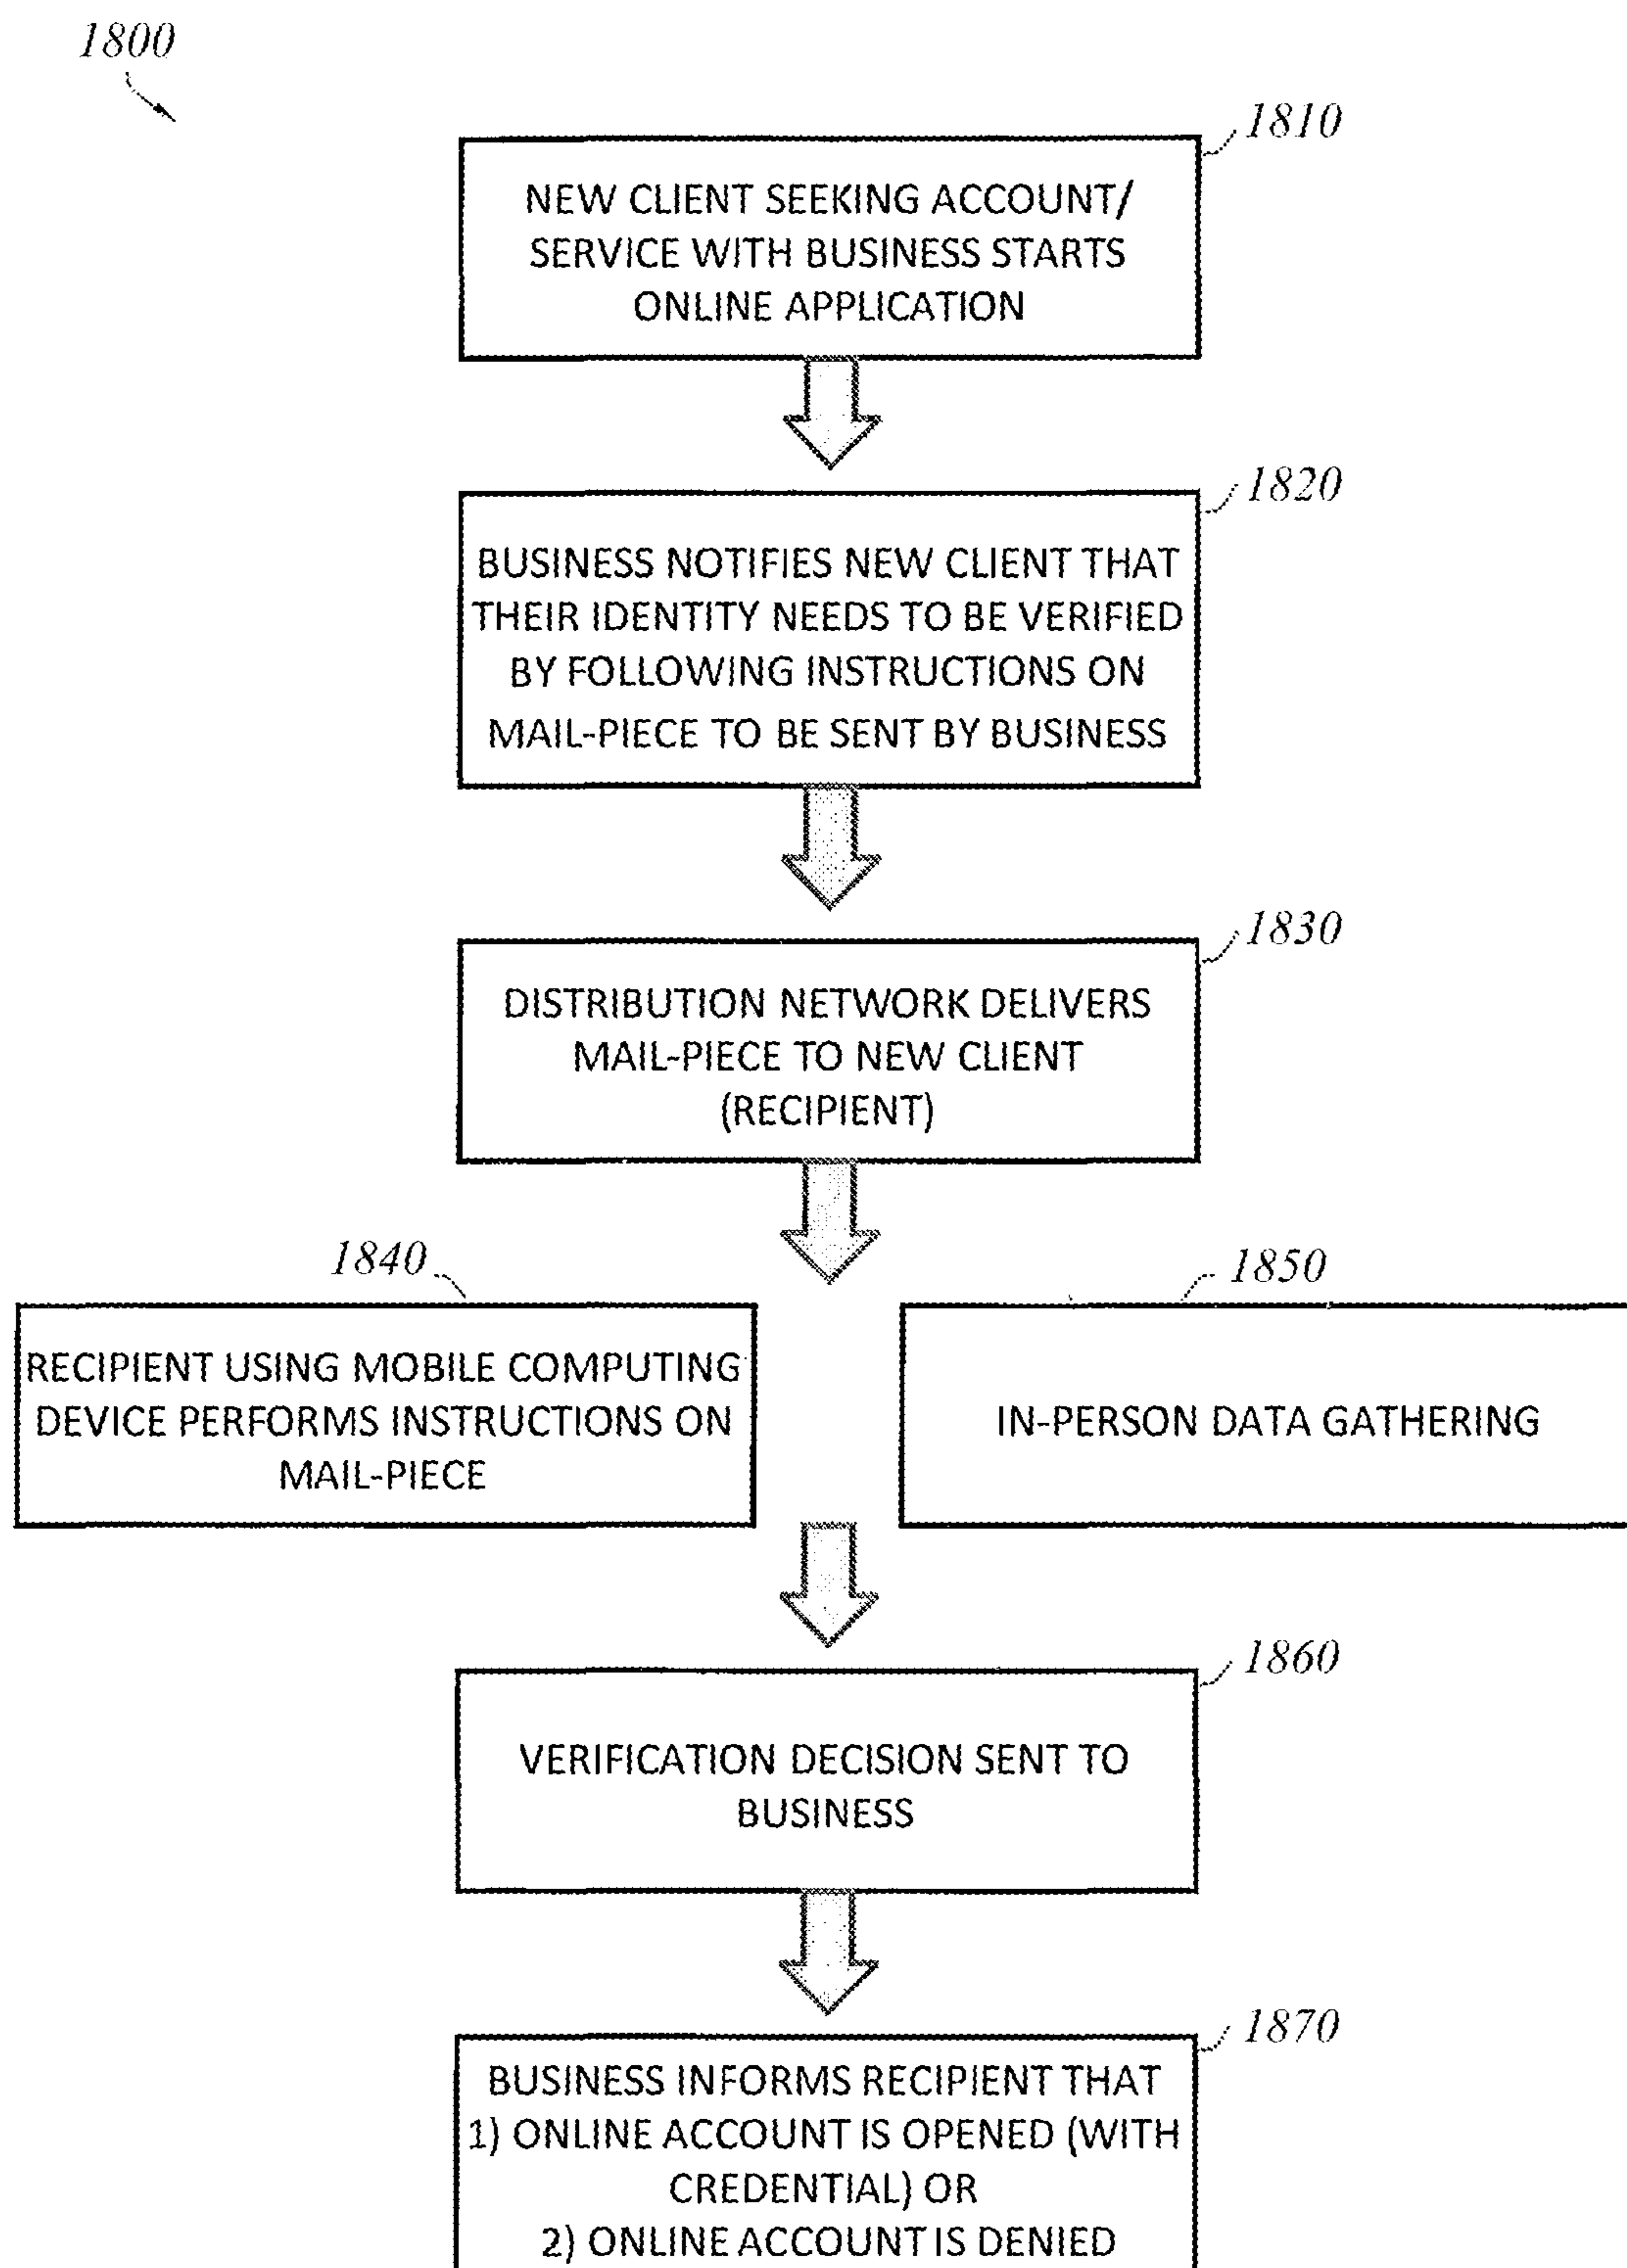 1800
1810
NEW CLIENT SEEKING ACCOUNT/
SERVICE WITH BUSINESS STARTS
ONLINE APPLICATION
1820
BUSINESS NOTIFIES NEW CLIENT THAT
THEIR IDENTITY NEEDS TO BE VERIFIED
BY FOLLOWING INSTRUCTIONS ON
MAIL-PIECE TO BE SENT BY BUSINESS
1830
DISTRIBUTION NETWORK DELIVERS
MAIL-PIECE TO NEW CLIENT
(RECIPIENT)
1840
RECIPIENT USING MOBILE COMPUTING
DEVICE PERFORMS INSTRUCTIONS ON
MAIL-PIECE
1850
IN-PERSON DATA GATHERING
1860
VERIFICATION DECISION SENT TO
BUSINESS
1870
BUSINESS INFORMS RECIPIENT THAT
1) ONLINE ACCOUNT IS OPENED (WITH
CREDENTIAL) OR
2) ONLINE ACCOUNT IS DENIED